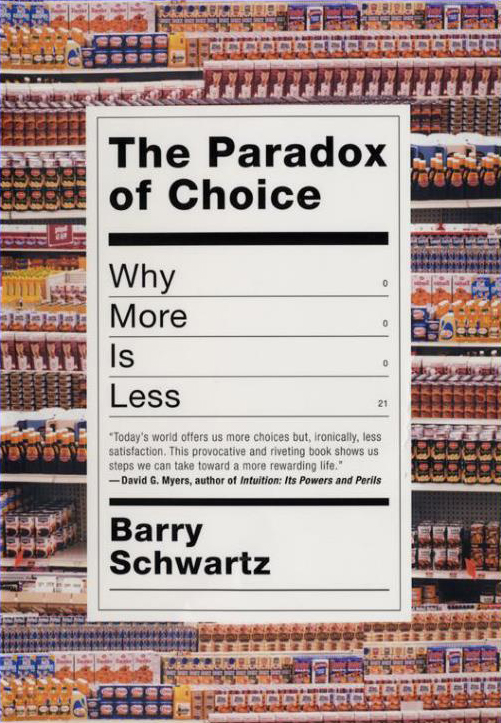 The Paradox
of Choice
Why 0
More 0
Is 0
Less 21
“Today’s world offers us more choices but, ironically, less
satisfaction. This provocative and riveting book shows us
steps we can take toward a more rewarding life.”
—David G. Myers, author of Intuition: Its Powers and Perils
Barry
Schwartz